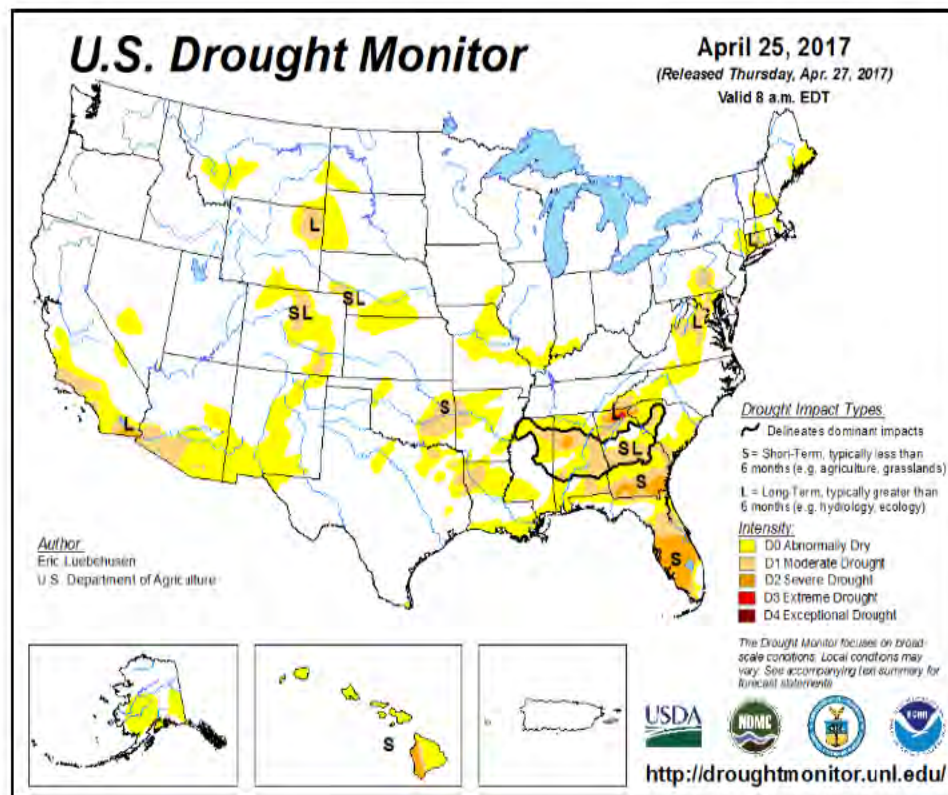 U.S. Drought Monitor
April 25, 2017
(Released Thursday, Apr. 27, 2017)
Valid 8 a.m. EDT
L
SL
SL
L
L
S
L
L
SL
S
S
Drought Impact Types
Delineates dominant impacts
S = Short-Term, typically less than
6 months (e.g. agriculture, grasslands)
L = Long-Term, typically greater than
6 months (e.g. hydrology, ecology)
Intensity:
D0 Abnormally Dry
D1 Moderate Drought
D2 Severe Drought
D3 Extreme Drought
D4 Exceptional Drought
Author
Eric Luebehusen
U.S. Department of Agriculture
The Drought Monitor focuses on broad-
scale conditions. Local conditions may
vary. See accompanying text summary for
forecast statements
S
USDA
NDMC
http://droughtmonitor.unl.edu/